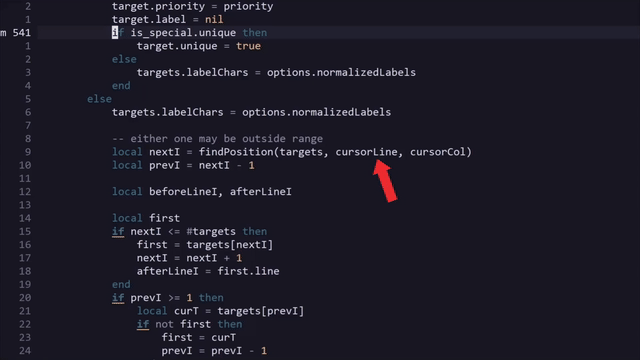 2 target.priority = priority
1 target.label = nil
m 541 if is_special.unique then
1 target.unique = true
2 else
3 targets.labelChars = options.normalizedLabels
4 end
5 else
6 targets.labelChars = options.normalizedLabels
7
8 -- either one may be outside range
9 local nextI = findPosition(targets, cursorLine, cursorCol)
10 local prevI = nextI - 1
11
12 local beforeLineI, afterLineI
13
14 local first
15 if nextI <= #targets then
16 first = targets[nextI]
17 nextI = nextI + 1
18 afterLineI = first.line
19 end
20 if prevI >= 1 then
21 local curT = targets[prevI]
22 if not first then
23 first = curT
24 prevI = prevI - 1